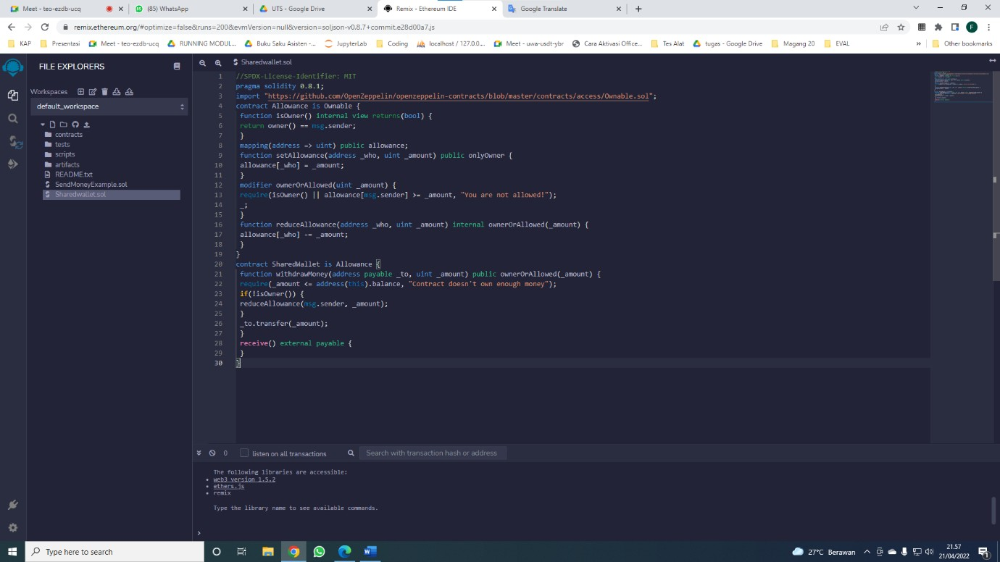 Meet - teo-ezdb-ucq
(85) WhatsApp
UTS - Google Drive
Remix - Ethereum IDE
Google Translate
remix.ethereum.org/#optimize=false&runs=200&evmVersion=null&version=soljson-v0.8.7+commit.e28d00a7.js
F
KAP
Presentasi
Meet - teo-ezdb-ucq
RUNNING MODUL...
Buku Saku Asisten -...
JupyterLab
Coding
localhost / 127.0.0....
Meet - uwa-usdt-ybr
Cara Aktivasi Office...
Tes Alat
tugas - Google Drive
Magang 20
EVAL
»
Other bookmarks
FILE EXPLORERS
Workspaces
default_workspace
contracts
tests
scripts
artifacts
README.txt
SendMoneyExample.sol
Sharedwallet.sol
Sharedwallet.sol
1 //SPDX-License-Identifier: MIT
2 pragma solidity 0.8.1;
3 import "https://github.com/OpenZeppelin/openzeppelin-contracts/blob/master/contracts/access/Ownable.sol";
4 contract Allowance is Ownable {
5 function isOwner() internal view returns(bool) {
6 return owner() == msg.sender;
7 }
8 mapping(address => uint) public allowance;
9 function setAllowance(address _who, uint _amount) public onlyOwner {
10 allowance[_who] = _amount;
11 }
12 modifier ownerOrAllowed(uint _amount) {
13 require(isOwner() || allowance[msg.sender] >= _amount, "You are not allowed!");
14 _;
15 }
16 function reduceAllowance(address _who, uint _amount) internal ownerOrAllowed(_amount) {
17 allowance[_who] -= _amount;
18 }
19 }
20 contract SharedWallet is Allowance {
21 function withdrawMoney(address payable _to, uint _amount) public ownerOrAllowed(_amount) {
22 require(_amount <= address(this).balance, "Contract doesn't own enough money");
23 if(!isOwner()) {
24 reduceAllowance(msg.sender, _amount);
25 }
26 _to.transfer(_amount);
27 }
28 receive() external payable {
29 }
30 }
0
listen on all transactions
Search with transaction hash or address
The following libraries are accessible:
• web3 version 1.5.2
• ethers.js
• remix
Type the library name to see available commands.
>
Type here to search
27°C Berawan
21.57
21/04/2022
1